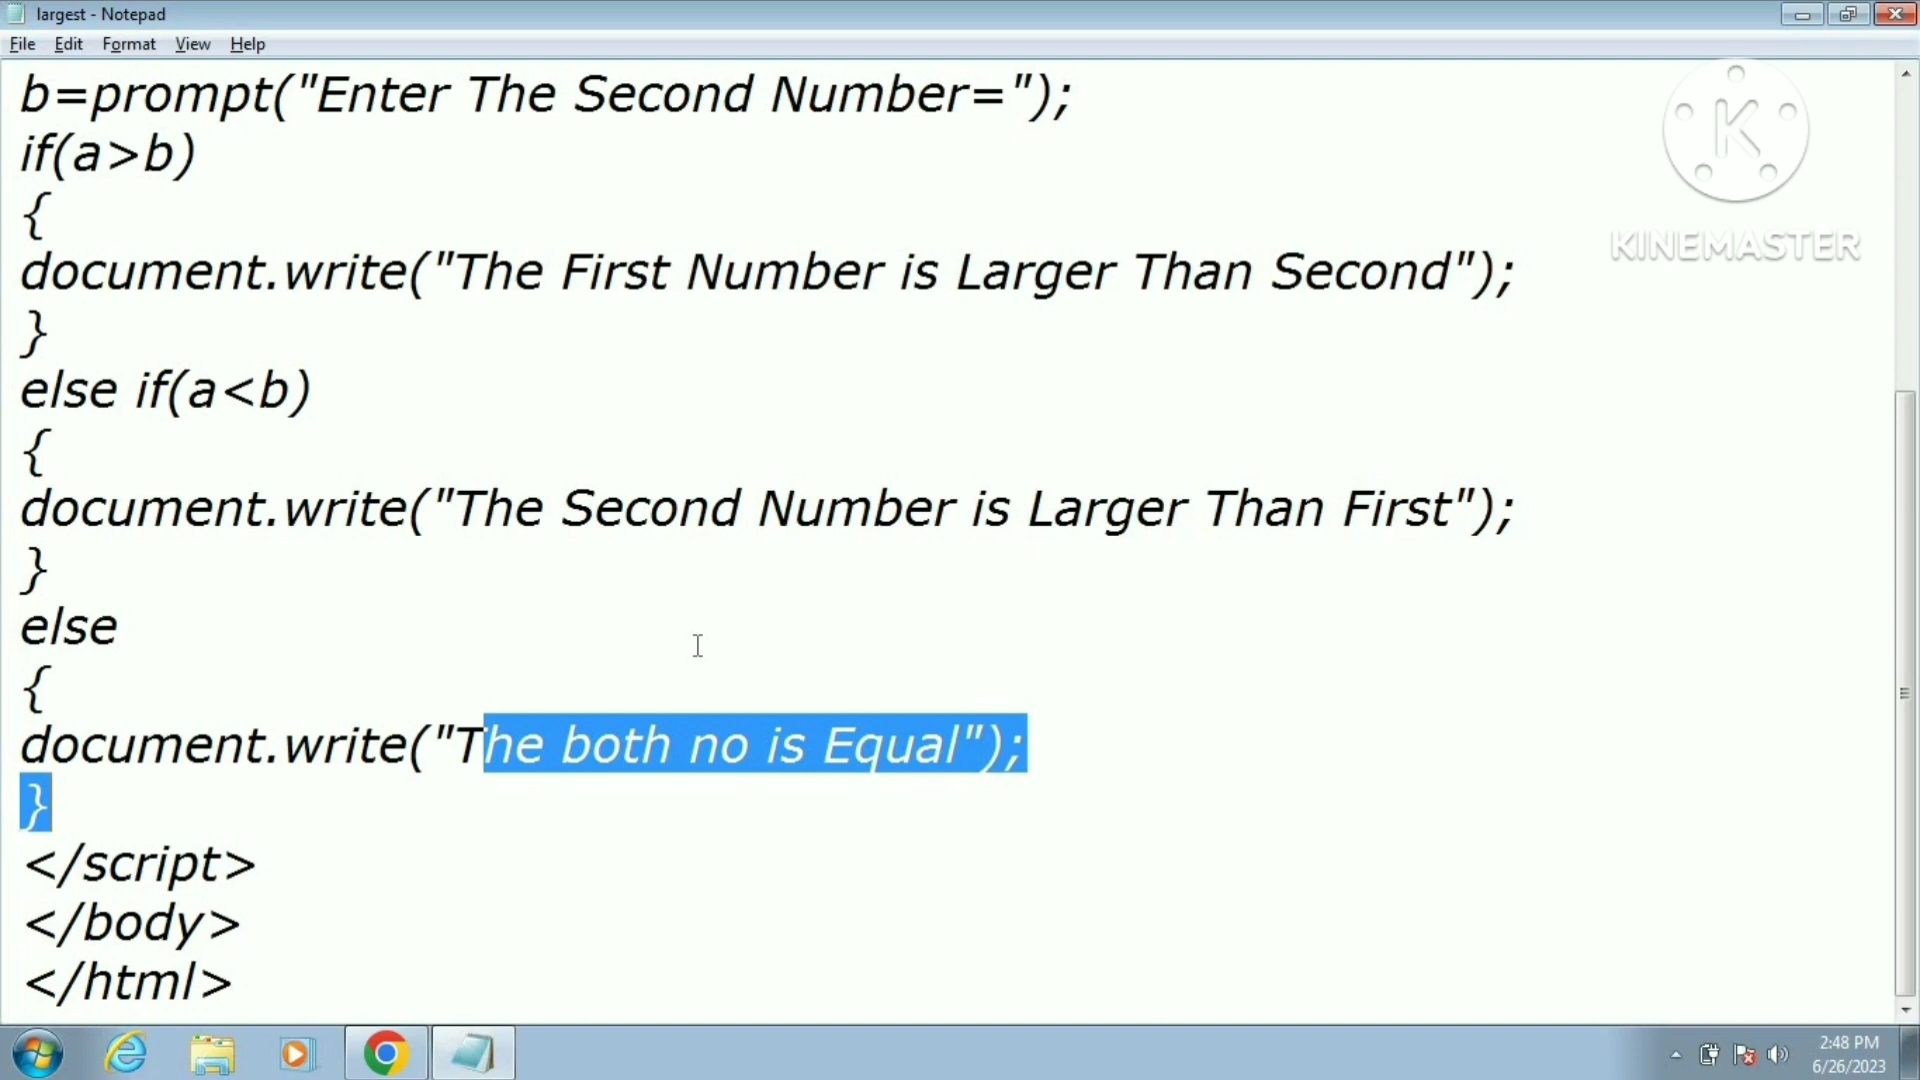 largest - Notepad
File Edit Format View Help
b=prompt("Enter The Second Number=");
if(a>b)
{
document.write("The First Number is Larger Than Second");
}
else if(a<b)
{
document.write("The Second Number is Larger Than First");
}
else
{
document.write("The both no is Equal");
}
</script>
</body>
</html>
K
KINEMASTER
2:48 PM
6/26/2023